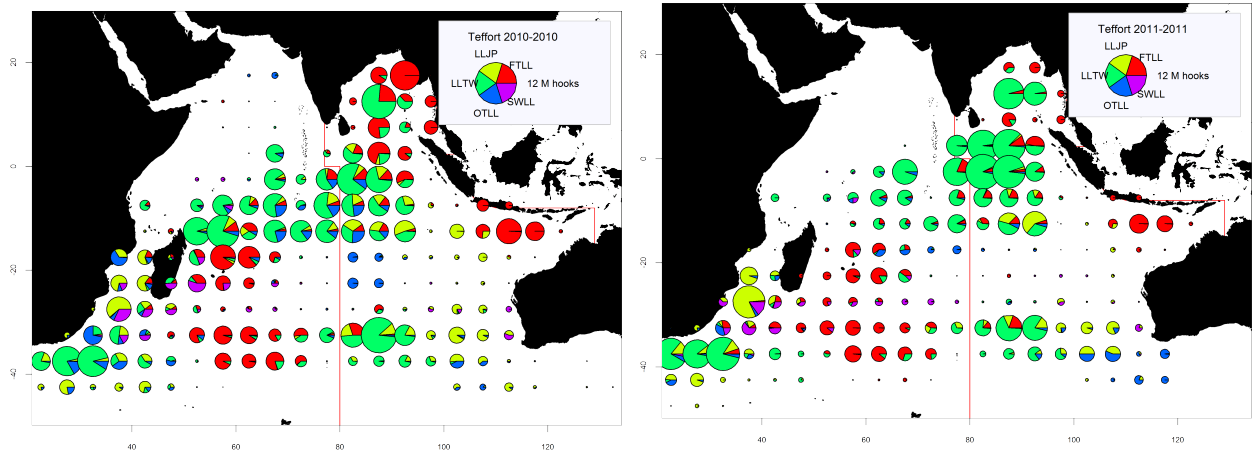 Teffort 2010-2010
LLJP
FTLL
LLTW
12 M hooks
SWLL
OTLL
20
0
-20
-40
40
60
80
100
120
Teffort 2011-2011
LLJP
FTLL
LLTW
12 M hooks
SWLL
OTLL
20
0
-20
-40
40
60
80
100
120